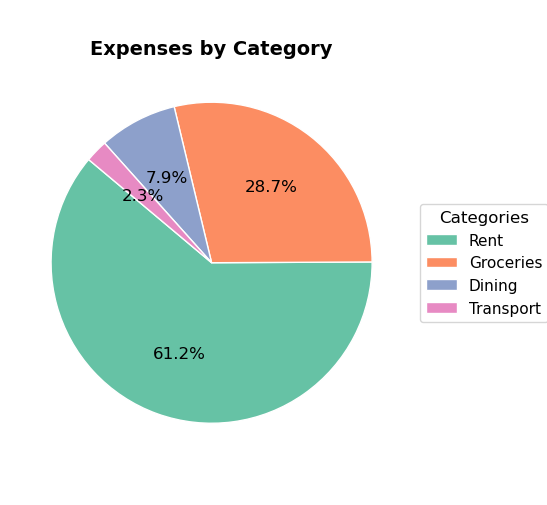 Expenses by Category
7.9%
28.7%
2.3%
61.2%
Categories
Rent
Groceries
Dining
Transport